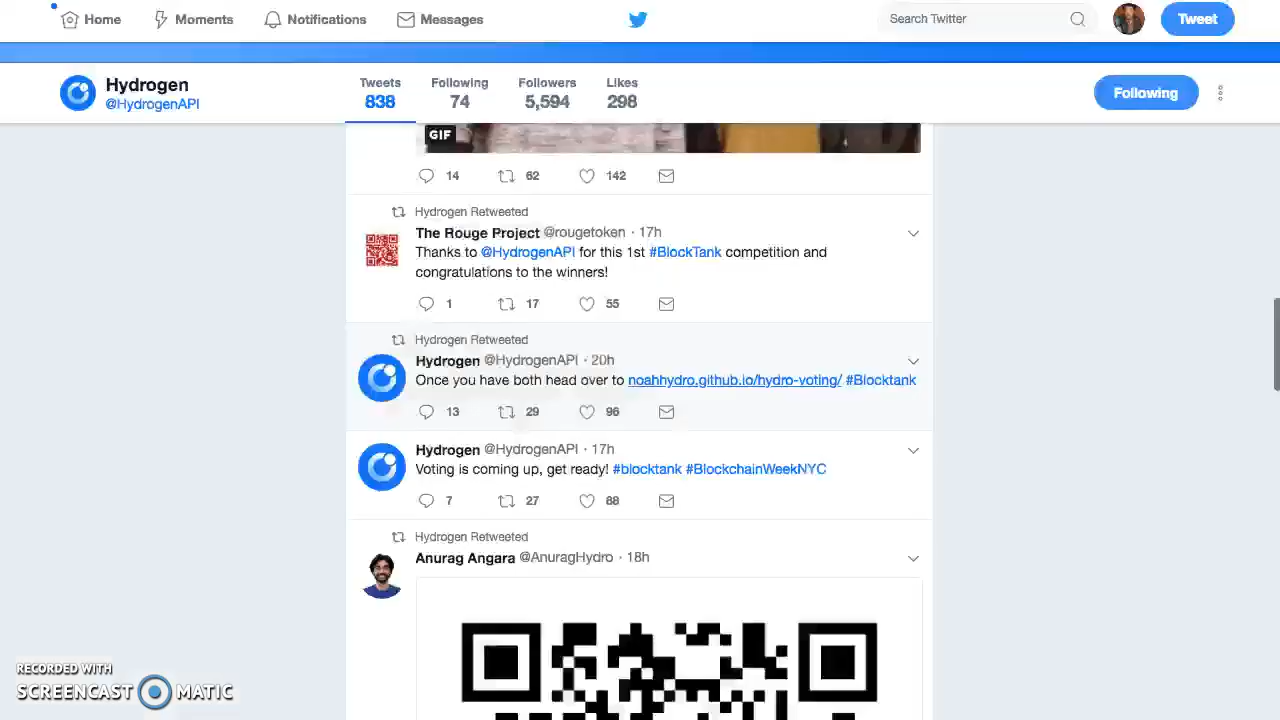 Home
Moments
Notifications
Messages
Search Twitter
Tweet
Hydrogen
@HydrogenAPI
Tweets
838
Following
74
Followers
5,594
Likes
298
Following
GIF
14 62 142
Hydrogen Retweeted
The Rouge Project @rougetoken · 17h
Thanks to @HydrogenAPI for this 1st #BlockTank competition and
congratulations to the winners!
1 17 55
Hydrogen Retweeted
Hydrogen @HydrogenAPI · 20h
Once you have both head over to noahhydro.github.io/hydro-voting/ #Blocktank
13 29 96
Hydrogen @HydrogenAPI · 17h
Voting is coming up, get ready! #blocktank #BlockchainWeekNYC
7 27 88
Hydrogen Retweeted
Anurag Angara @AnuragHydro · 18h
RECORDED WITH
SCREENCAST MATIC